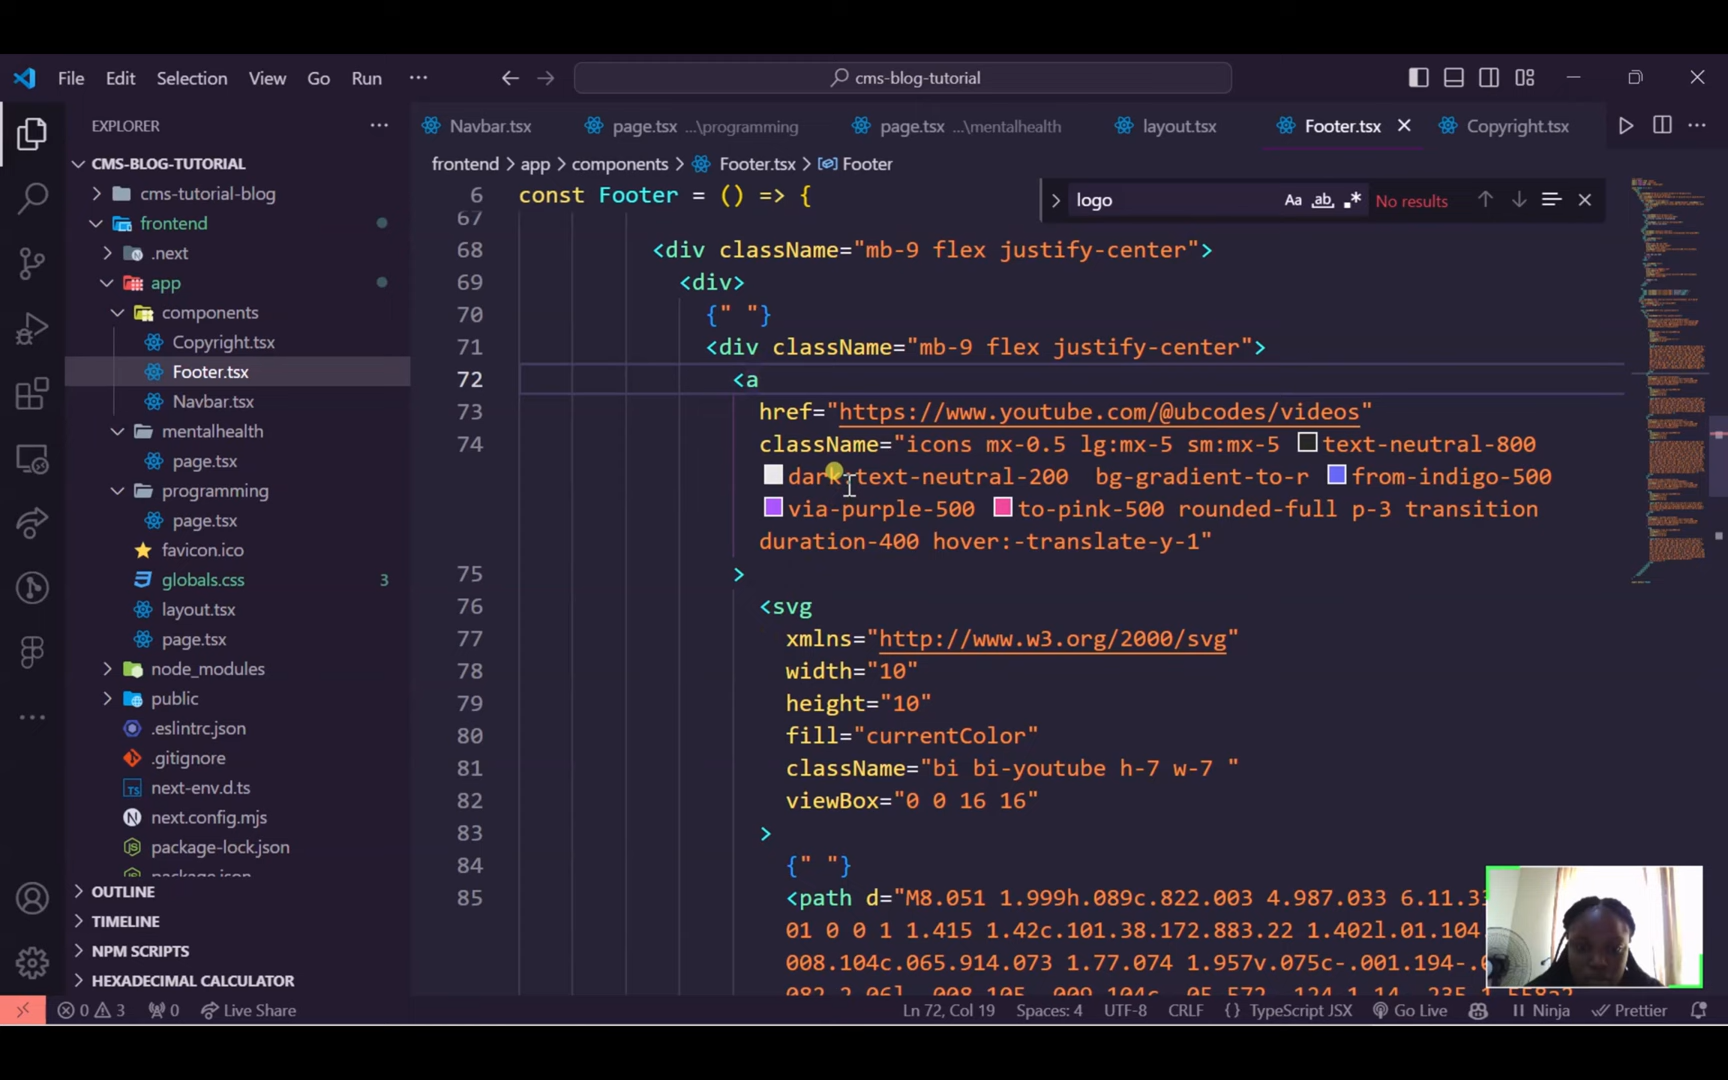 File Edit Selection View Go Run ··· cms-blog-tutorial
EXPLORER
CMS-BLOG-TUTORIAL
cms-tutorial-blog
frontend
.next
app
components
Copyright.tsx
Footer.tsx
Navbar.tsx
mentalhealth
page.tsx
programming
page.tsx
favicon.ico
globals.css 3
layout.tsx
page.tsx
node_modules
public
.eslintrc.json
.gitignore
next-env.d.ts
next.config.mjs
package-lock.json
package.json
OUTLINE
TIMELINE
NPM SCRIPTS
HEXADECIMAL CALCULATOR
Navbar.tsx page.tsx ...\programming page.tsx ...\mentalhealth layout.tsx Footer.tsx Copyright.tsx
frontend > app > components > Footer.tsx > Footer
logo Aa ab .* No results
6 const Footer = () => {
67
68 <div className="mb-9 flex justify-center">
69 <div>
70 {" "}
71 <div className="mb-9 flex justify-center">
72 <a
73 href="https://www.youtube.com/@ubcodes/videos"
74 className="icons mx-0.5 lg:mx-5 sm:mx-5 text-neutral-800
dark:text-neutral-200 bg-gradient-to-r from-indigo-500
via-purple-500 to-pink-500 rounded-full p-3 transition
duration-400 hover:-translate-y-1"
75 >
76 <svg
77 xmlns="http://www.w3.org/2000/svg"
78 width="10"
79 height="10"
80 fill="currentColor"
81 className="bi bi-youtube h-7 w-7 "
82 viewBox="0 0 16 16"
83 >
84 {" "}
85 <path d="M8.051 1.999h.089c.822.003 4.987.033
01 0 0 1 1.415 1.42c.101.38.172.883.22 1.402l.01.104
008.104c.065.914.073 1.77.074 1.957v.075c-.001.194-.
0 3 0 Live Share Ln 72, Col 19 Spaces: 4 UTF-8 CRLF {} TypeScript JSX Go Live Ninja Prettier